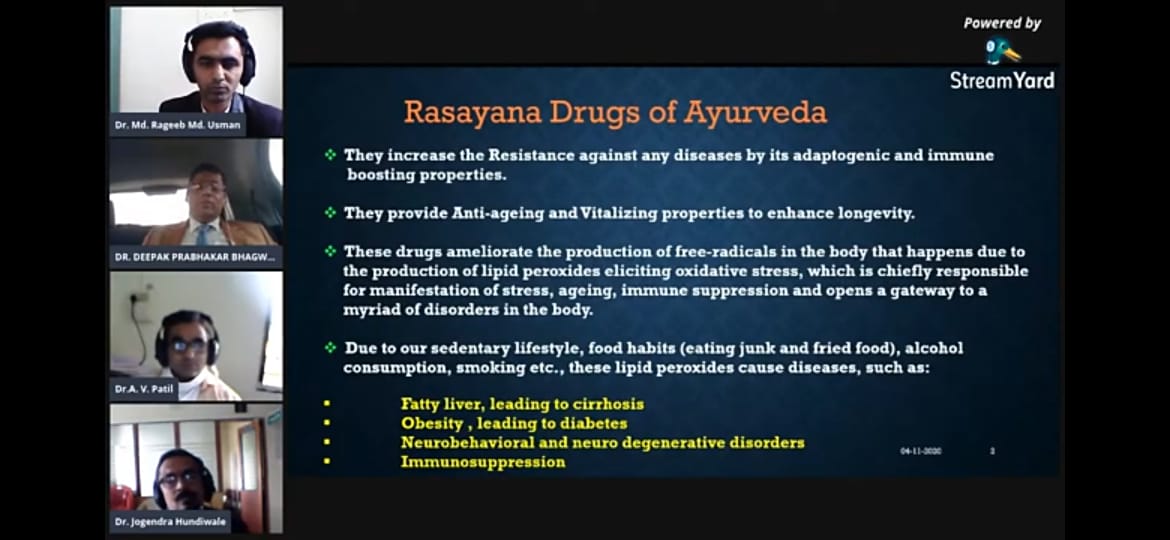 Powered by
StreamYard
Dr. Md. Rageeb Md. Usman
DR. DEEPAK PRABHAKAR BHAGW...
Dr.A. V. Patil
Dr. Jogendra Hundiwale
Rasayana Drugs of Ayurveda
❖ They increase the Resistance against any diseases by its adaptogenic and immune
boosting properties.
❖ They provide Anti-ageing and Vitalizing properties to enhance longevity.
❖ These drugs ameliorate the production of free-radicals in the body that happens due to
the production of lipid peroxides eliciting oxidative stress, which is chiefly responsible
for manifestation of stress, ageing, immune suppression and opens a gateway to a
myriad of disorders in the body.
❖ Due to our sedentary lifestyle, food habits (eating junk and fried food), alcohol
consumption, smoking etc., these lipid peroxides cause diseases, such as:
▪ Fatty liver, leading to cirrhosis
▪ Obesity , leading to diabetes
▪ Neurobehavioral and neuro degenerative disorders
▪ Immunosuppression
04-11-2020